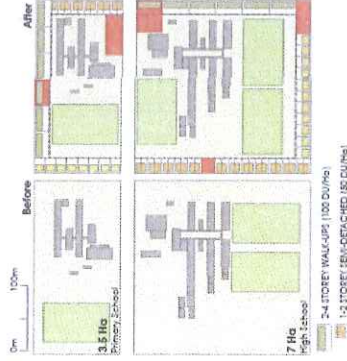 Before
After
0m
100m
3.5 Ha
Primary School
7 Ha
High School
2-4 STOREY WALK-UPS (100 DU/Ha)
1-2 STOREY SEMI-DETACHED (50 DU/Ha)